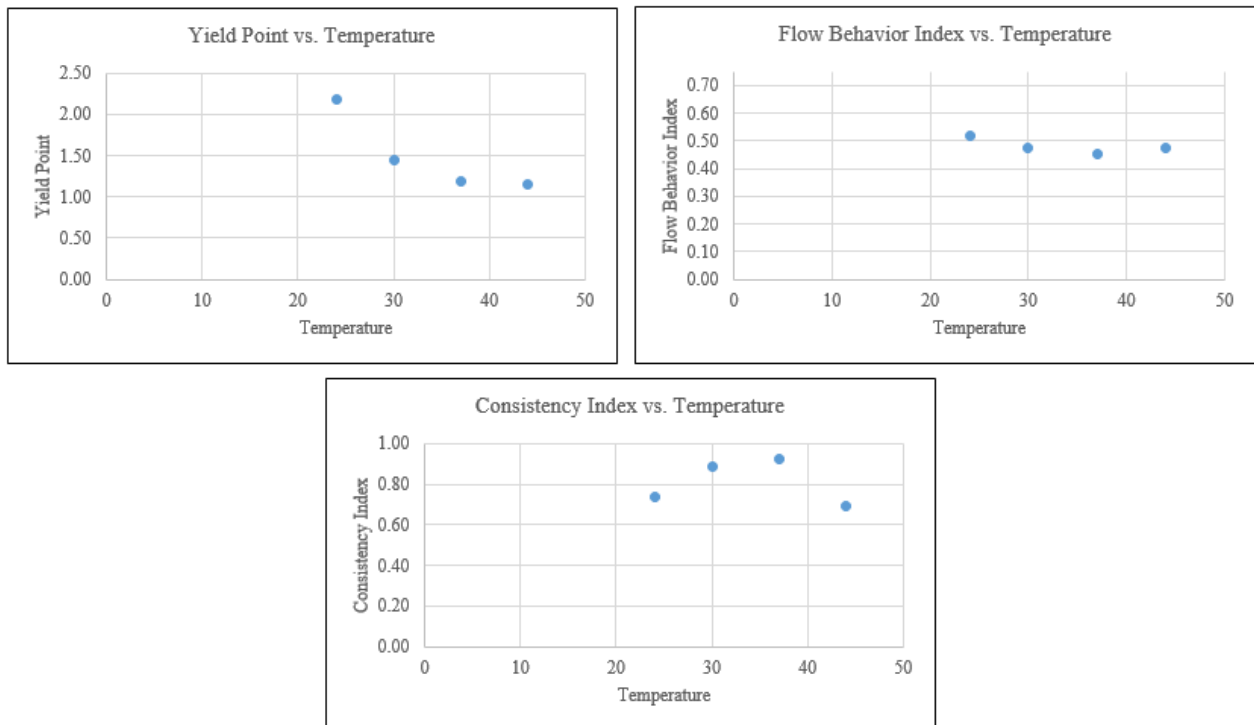 Yield Point vs. Temperature
2.50
2.00
1.50
1.00
0.50
0.00
Yield Point
0 10 20 30 40 50
Temperature
Flow Behavior Index vs. Temperature
0.70
0.60
0.50
0.40
0.30
0.20
0.10
0.00
Flow Behavior Index
0 10 20 30 40 50
Temperature
Consistency Index vs. Temperature
1.00
0.80
0.60
0.40
0.20
0.00
Consistency Index
0 10 20 30 40 50
Temperature